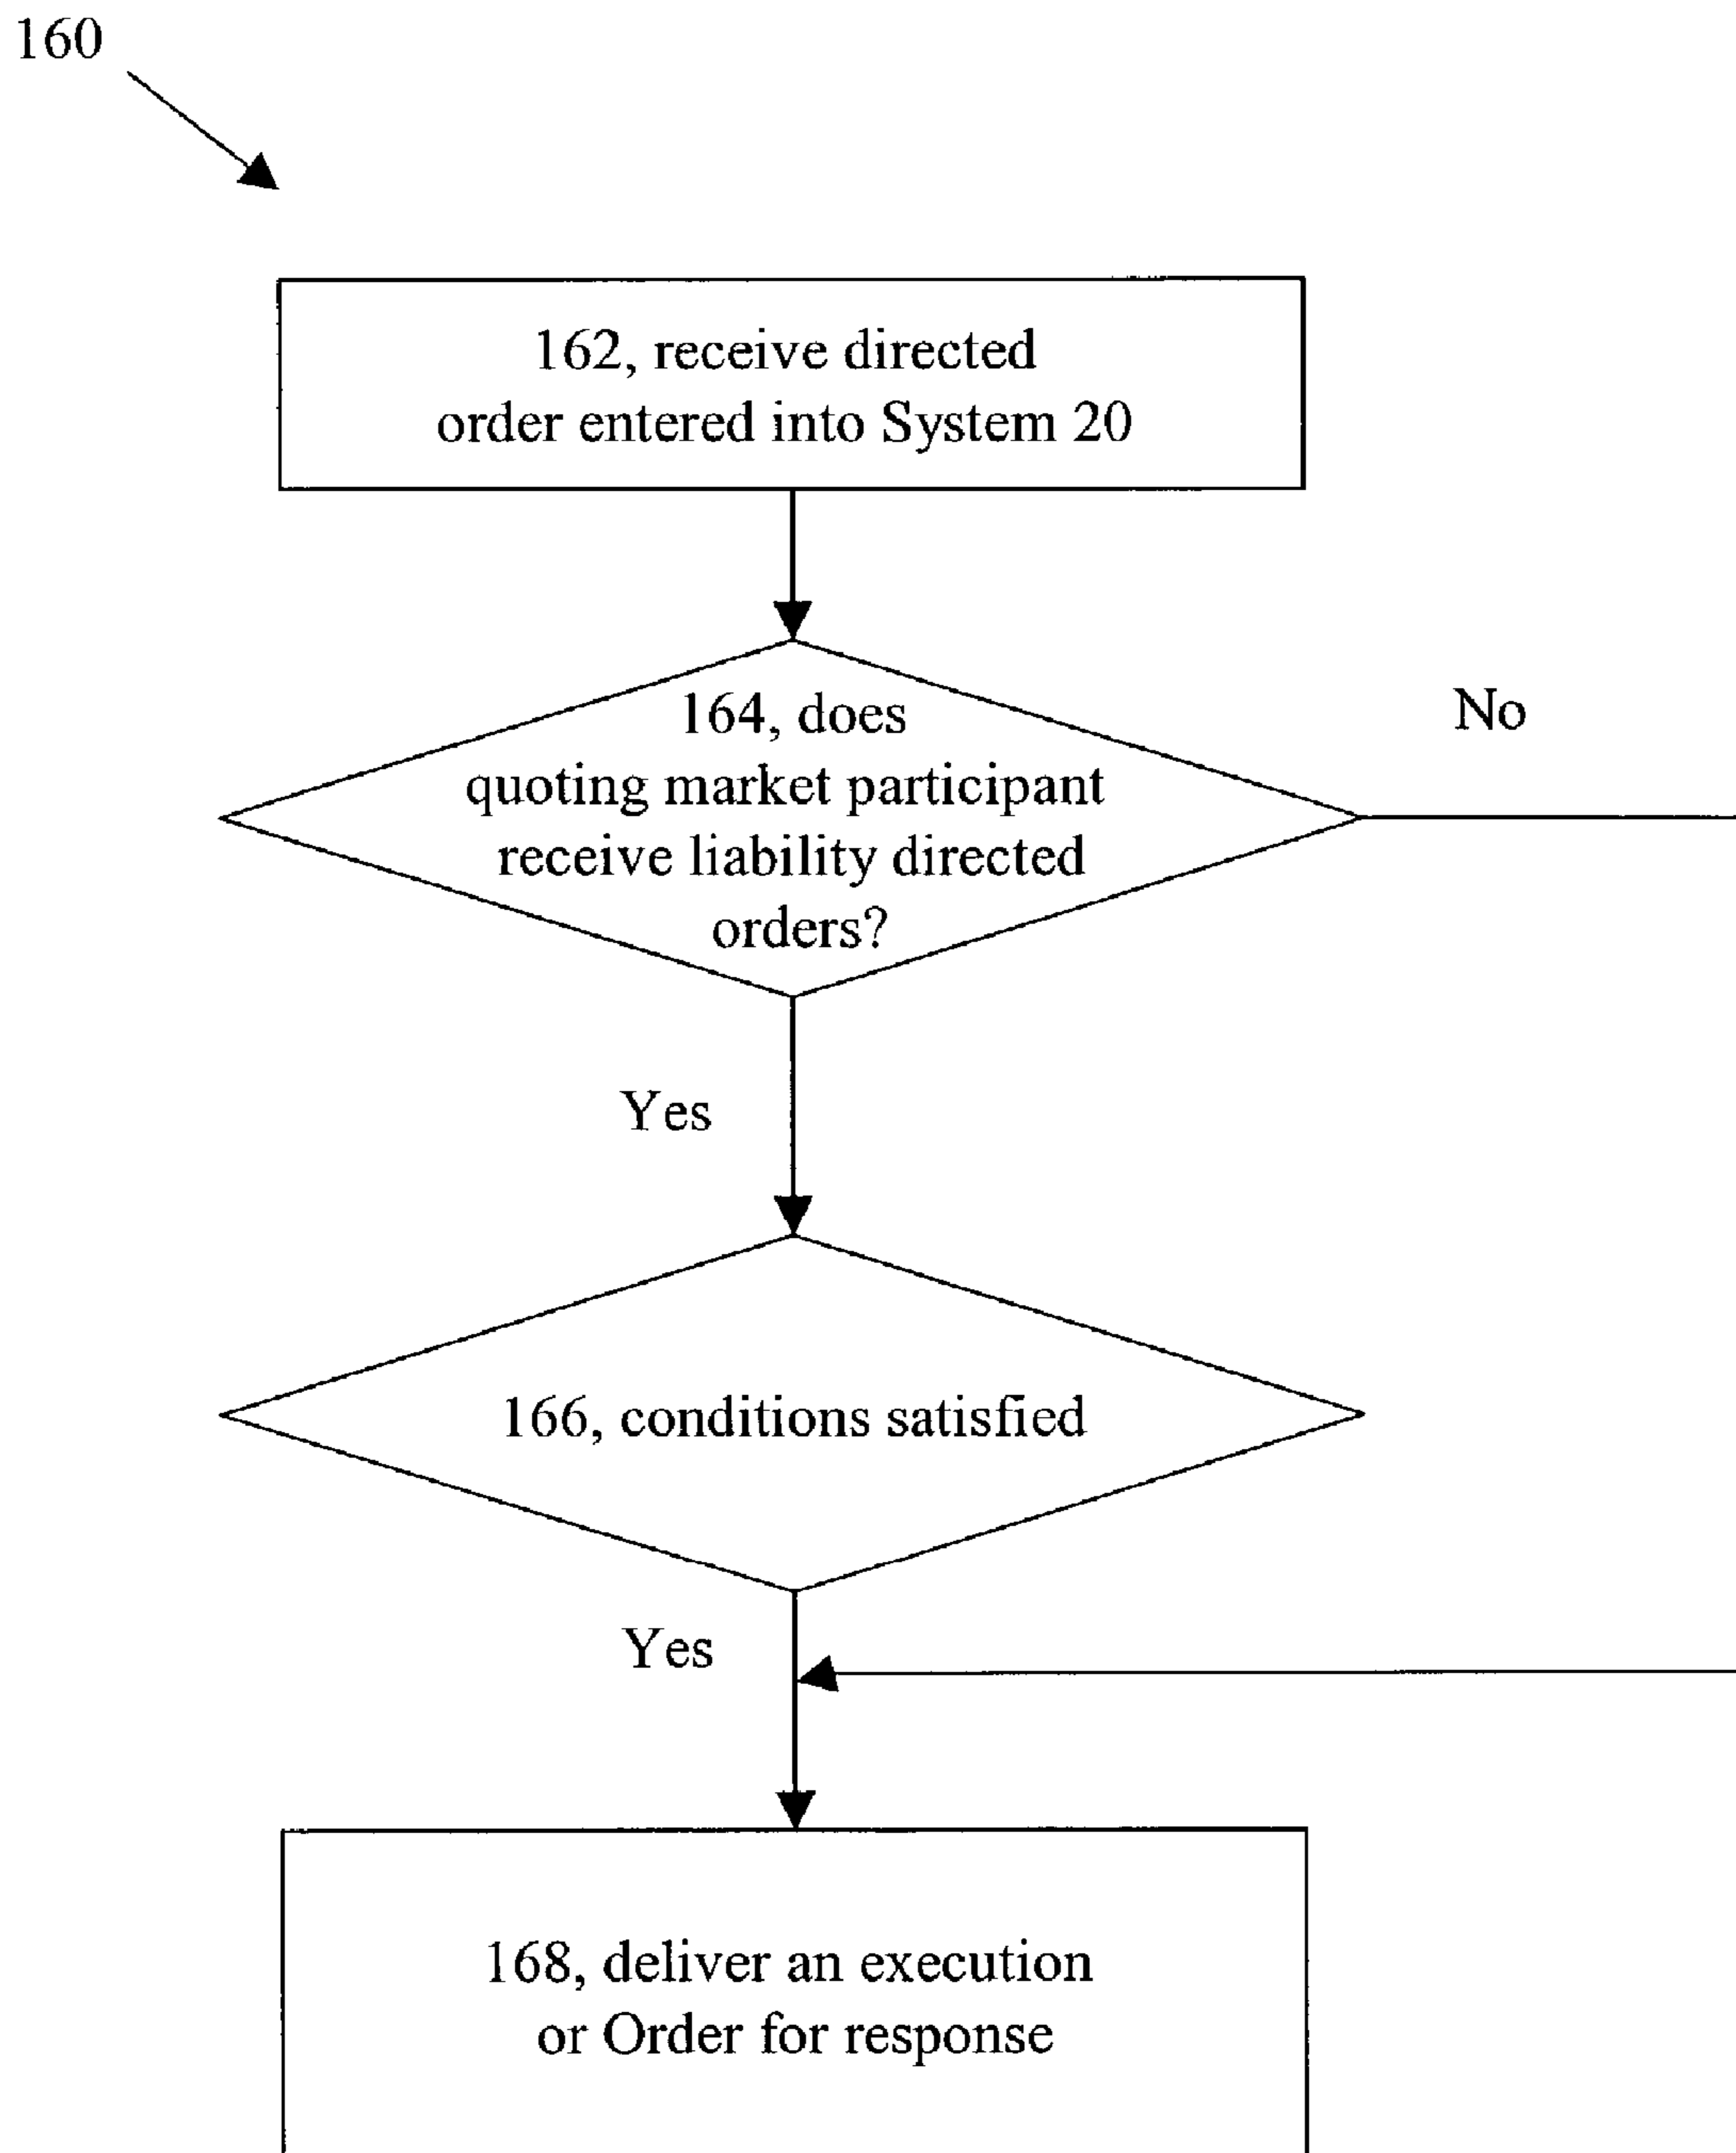 160
162, receive directed
order entered into System 20
164, does
quoting market participant
receive liability directed
orders?
No
Yes
166, conditions satisfied
Yes
168, deliver an execution
or Order for response